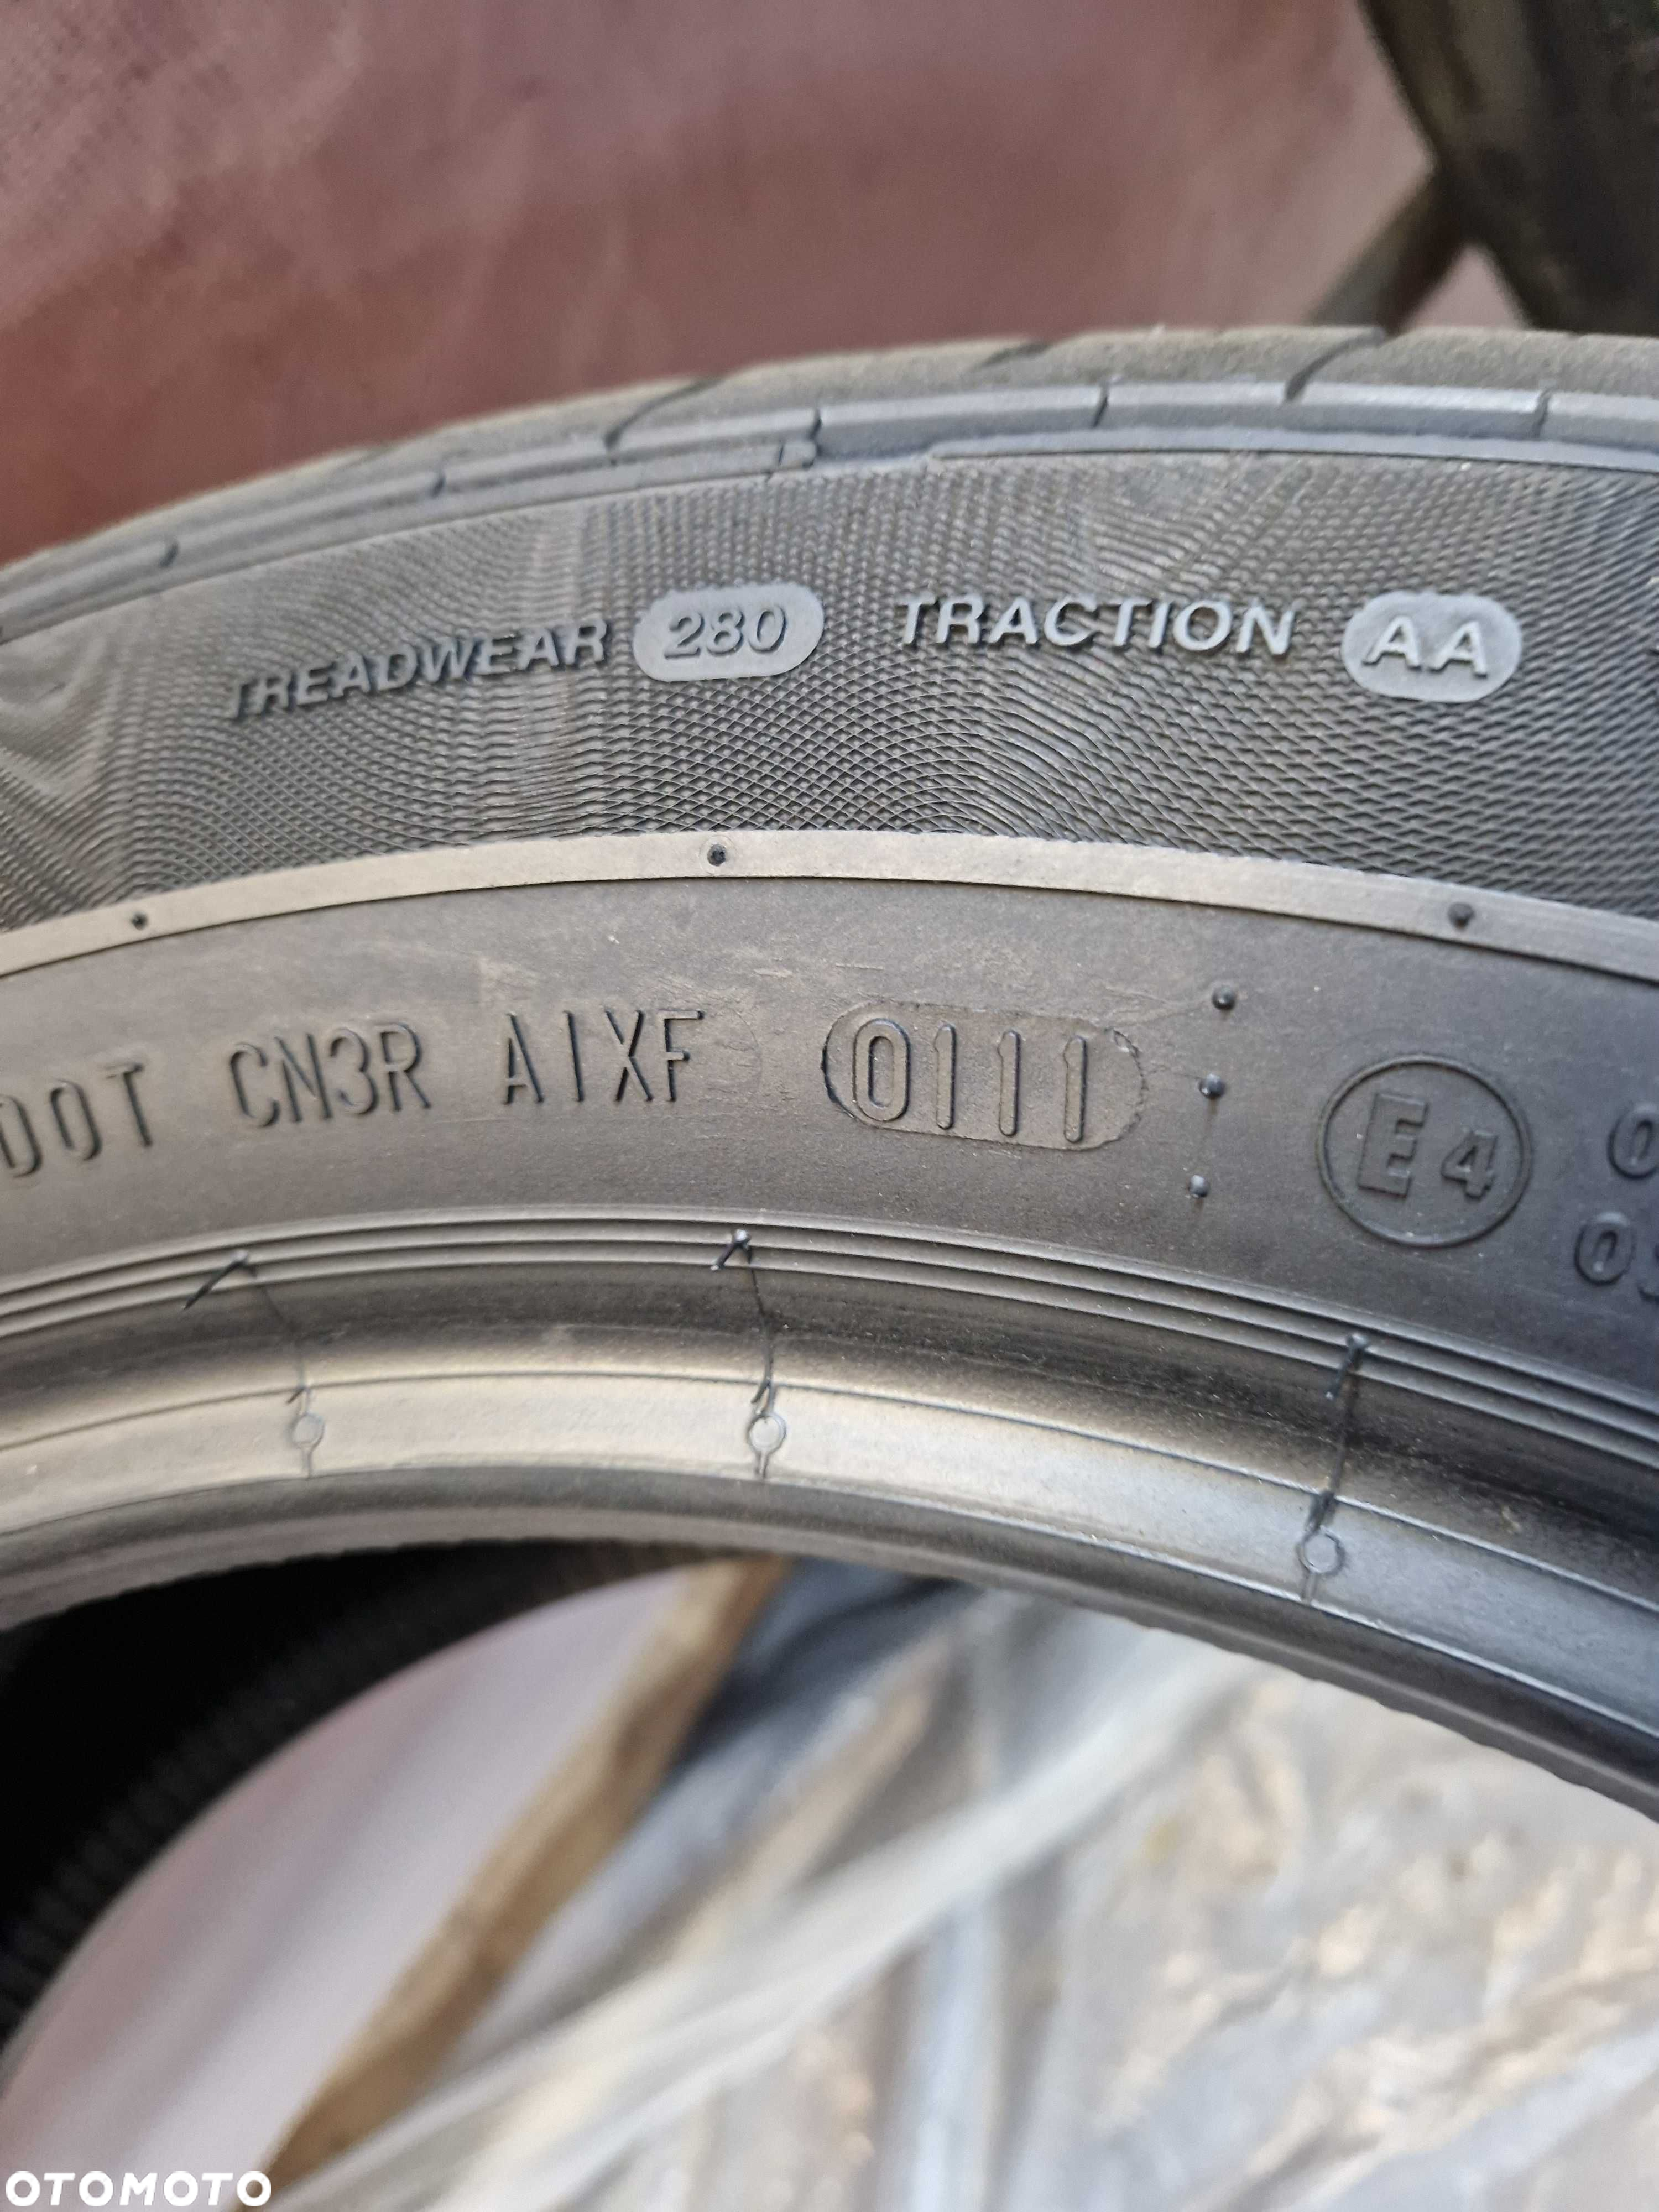 TREADWEAR 280 TRACTION AA
DOT CN3R A1XF 0111
E4
OTOMOTO